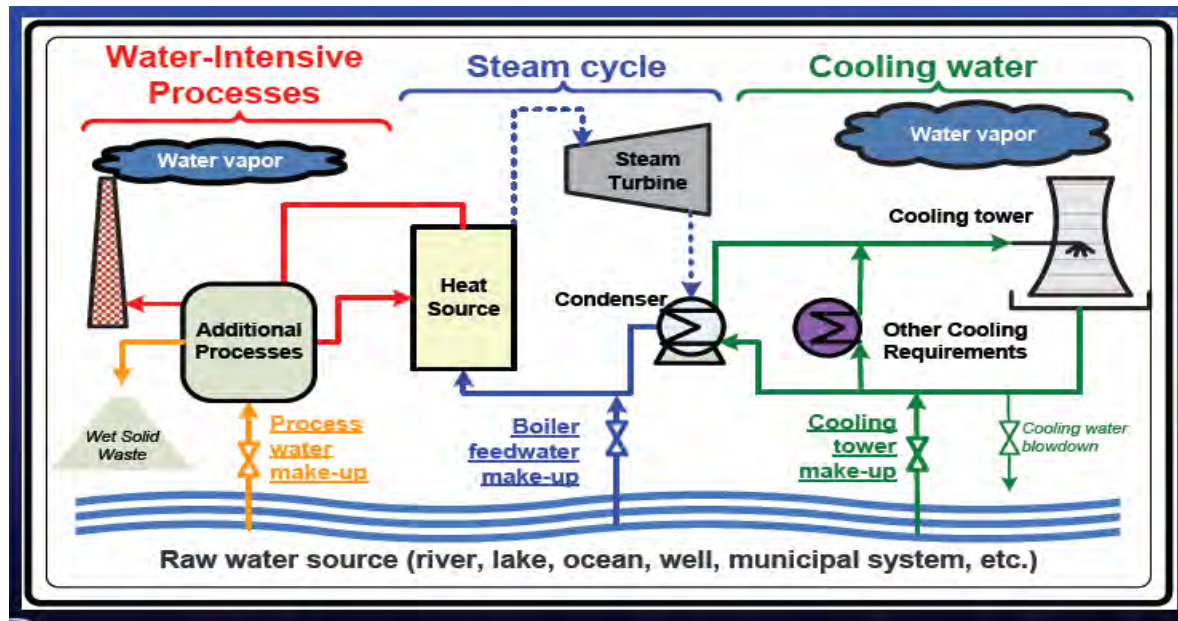 Water-Intensive
Processes
Steam cycle
Cooling water
Water vapor
Water vapor
Steam
Turbine
Cooling tower
Heat
Source
Condenser
Additional
Processes
Other Cooling
Requirements
Wet Solid
Waste
Process
water
make-up
Boiler
feedwater
make-up
Cooling
tower
make-up
Cooling water
blowdown
Raw water source (river, lake, ocean, well, municipal system, etc.)